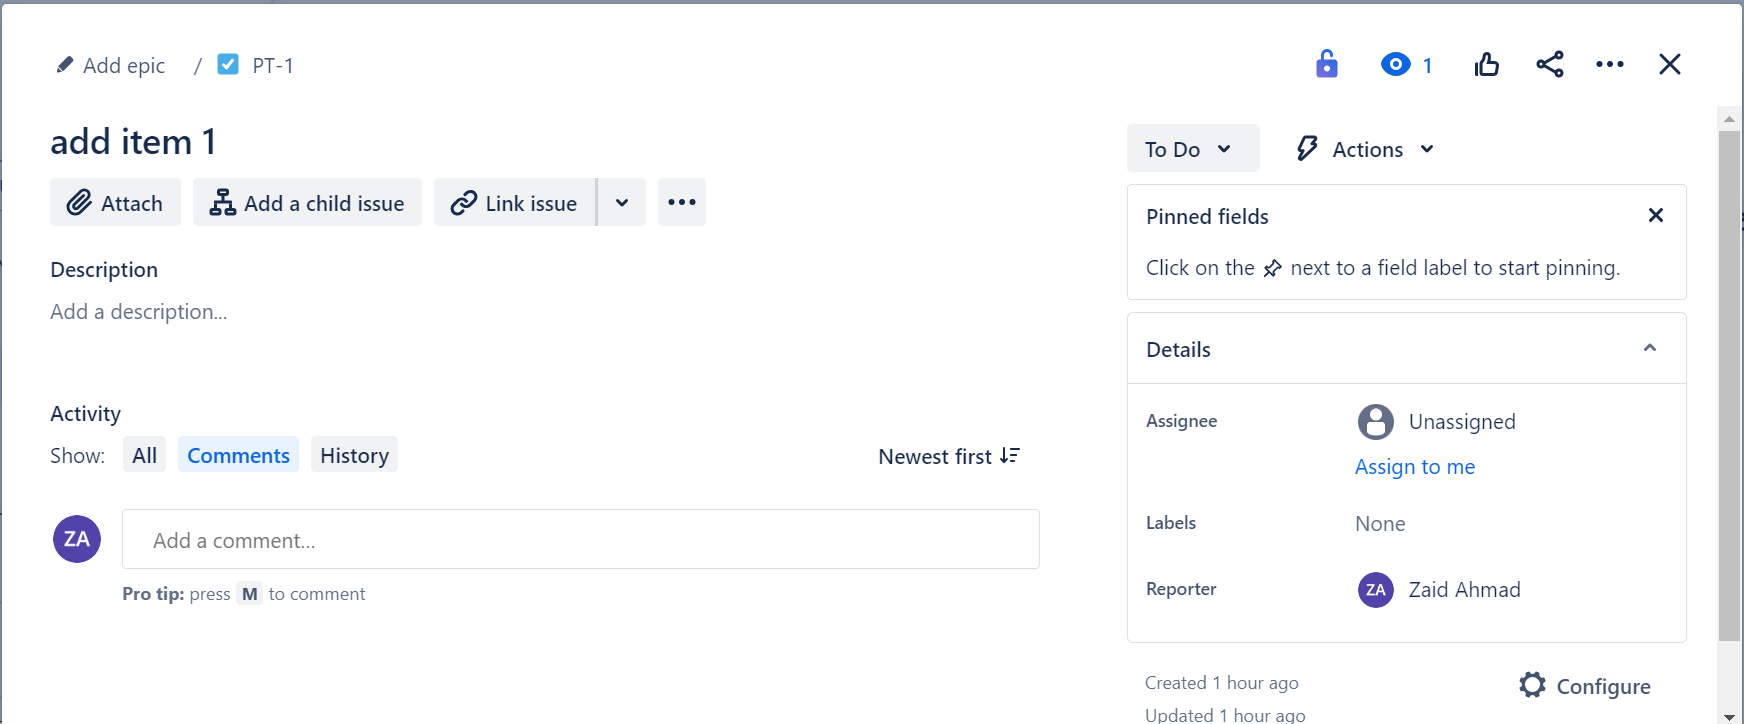 Add epic / PT-1
1
add item 1
Attach
Add a child issue
Link issue
Description
Add a description...
Activity
Show: All Comments History
Newest first
ZA
Add a comment...
Pro tip: press M to comment
To Do
Actions
Pinned fields
Click on the next to a field label to start pinning.
Details
Assignee
Unassigned
Assign to me
Labels
None
Reporter
ZA Zaid Ahmad
Created 1 hour ago
Updated 1 hour ago
Configure